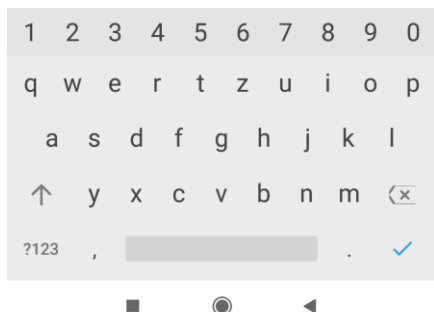 1 2 3 4 5 6 7 8 9 0
q w e r t z u i o p
a s d f g h j k l
y x c v b n m
?123 , .